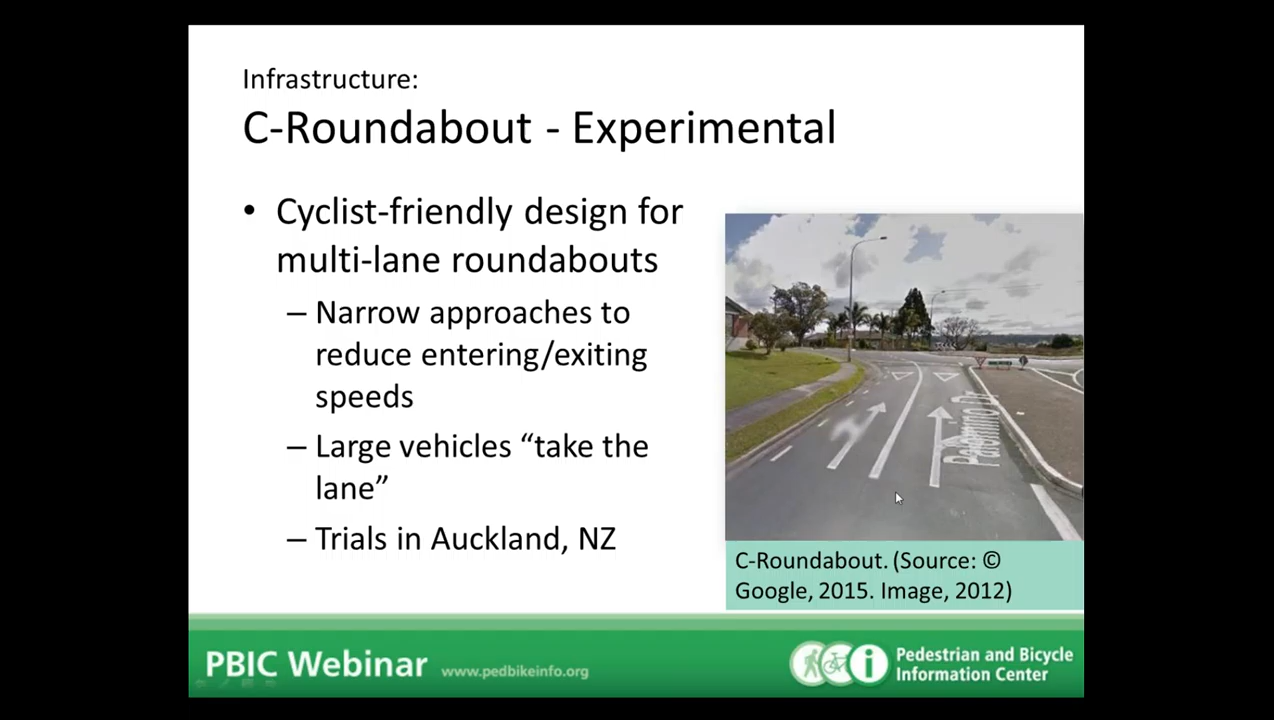 Infrastructure:
C-Roundabout - Experimental
• Cyclist-friendly design for
multi-lane roundabouts
– Narrow approaches to
reduce entering/exiting
speeds
– Large vehicles “take the
lane”
– Trials in Auckland, NZ
Palomino Dr
C-Roundabout. (Source: ©
Google, 2015. Image, 2012)
PBIC Webinar www.pedbikeinfo.org
i Pedestrian and Bicycle
Information Center